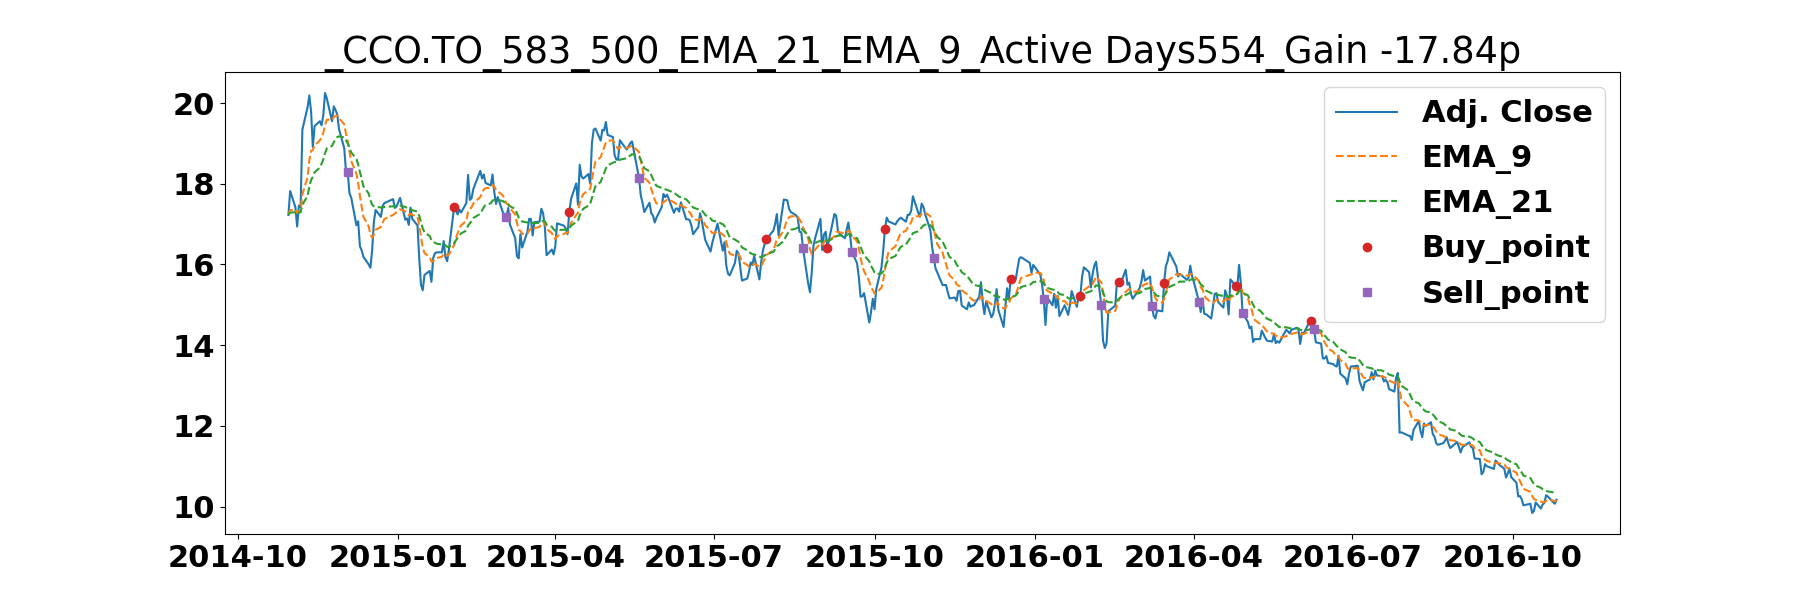 _CCO.TO_583_500_EMA_21_EMA_9_Active Days554_Gain -17.84p
20
18
16
14
12
10
Adj. Close
EMA_9
EMA_21
Buy_point
Sell_point
2014-10 2015-01 2015-04 2015-07 2015-10 2016-01 2016-04 2016-07 2016-10